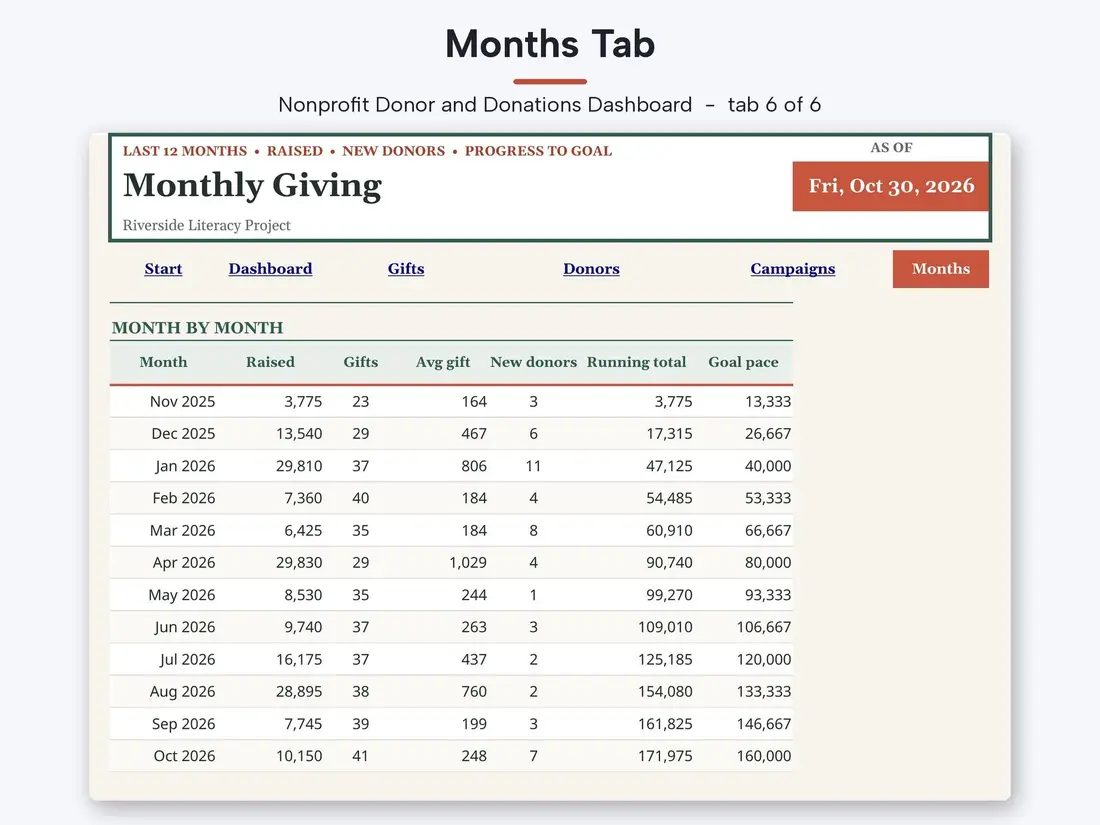 Months Tab
Nonprofit Donor and Donations Dashboard – tab 6 of 6
LAST 12 MONTHS • RAISED • NEW DONORS • PROGRESS TO GOAL
AS OF
Monthly Giving
Fri, Oct 30, 2026
Riverside Literacy Project
Start Dashboard Gifts Donors Campaigns Months
MONTH BY MONTH
Month Raised Gifts Avg gift New donors Running total Goal pace
Nov 2025 3,775 23 164 3 3,775 13,333
Dec 2025 13,540 29 467 6 17,315 26,667
Jan 2026 29,810 37 806 11 47,125 40,000
Feb 2026 7,360 40 184 4 54,485 53,333
Mar 2026 6,425 35 184 8 60,910 66,667
Apr 2026 29,830 29 1,029 4 90,740 80,000
May 2026 8,530 35 244 1 99,270 93,333
Jun 2026 9,740 37 263 3 109,010 106,667
Jul 2026 16,175 37 437 2 125,185 120,000
Aug 2026 28,895 38 760 2 154,080 133,333
Sep 2026 7,745 39 199 3 161,825 146,667
Oct 2026 10,150 41 248 7 171,975 160,000